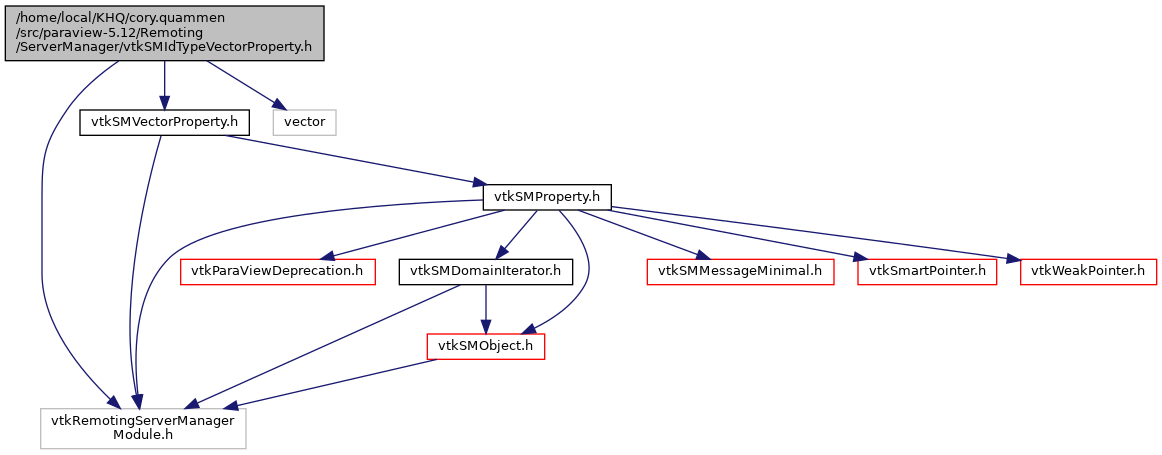 /home/local/KHQ/cory.quammen
/src/paraview-5.12/Remoting
/ServerManager/vtkSMIdTypeVectorProperty.h
vtkSMVectorProperty.h
vector
vtkSMProperty.h
vtkParaViewDeprecation.h
vtkSMDomainIterator.h
vtkSMMessageMinimal.h
vtkSmartPointer.h
vtkWeakPointer.h
vtkSMObject.h
vtkRemotingServerManager
Module.h